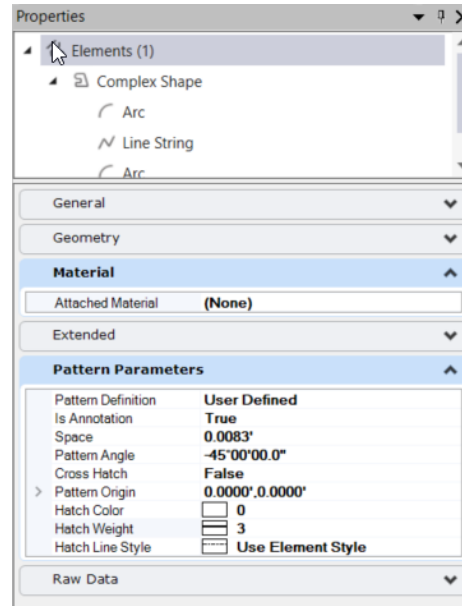 Properties
Elements (1)
Complex Shape
Arc
Line String
Arc
General
Geometry
Material
Attached Material (None)
Extended
Pattern Parameters
Pattern Definition User Defined
Is Annotation True
Space 0.0083'
Pattern Angle -45°00'00.0"
Cross Hatch False
Pattern Origin 0.0000',0.0000'
Hatch Color 0
Hatch Weight 3
Hatch Line Style Use Element Style
Raw Data